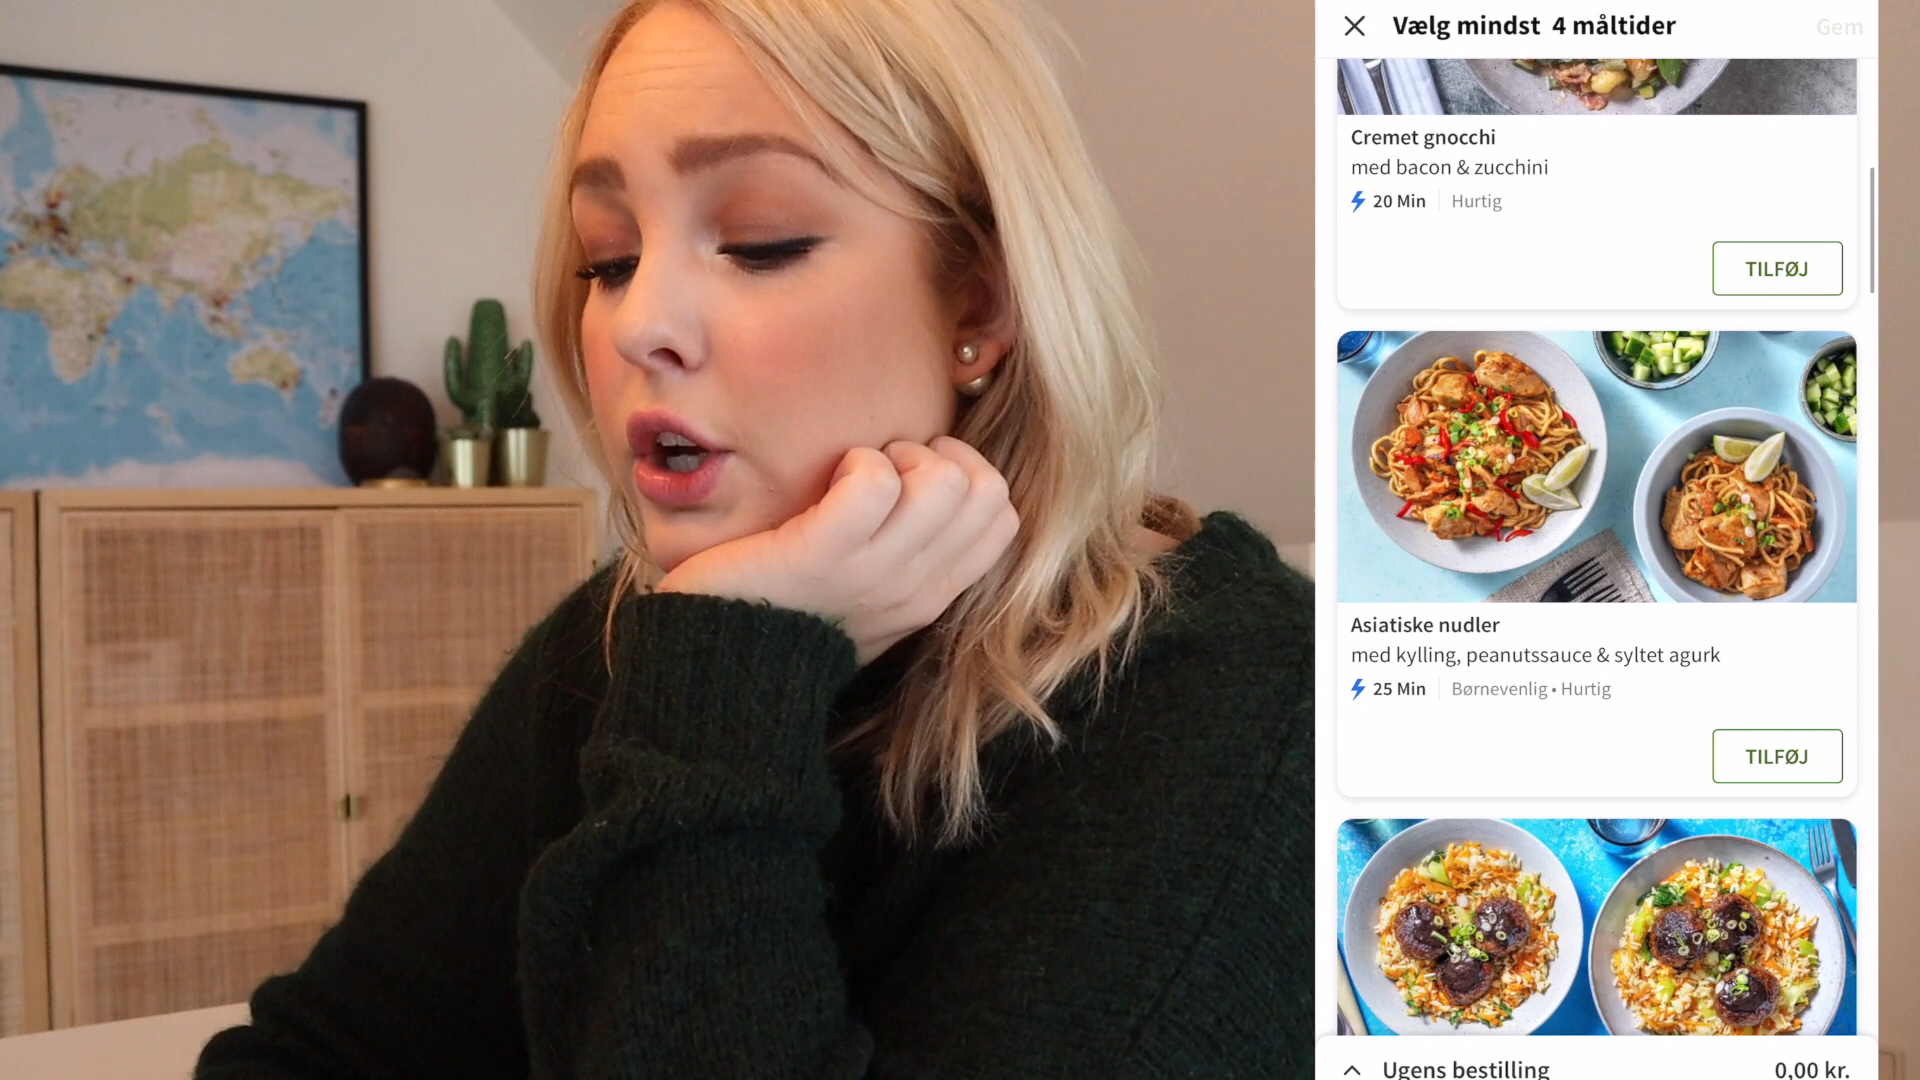 Vælg mindst 4 måltider
Gem
Cremet gnocchi
med bacon & zucchini
20 Min
Hurtig
TILFØJ
Asiatiske nudler
med kylling, peanutssauce & syltet agurk
25 Min
Børnevenlig • Hurtig
TILFØJ
Ugens bestilling
0,00 kr.